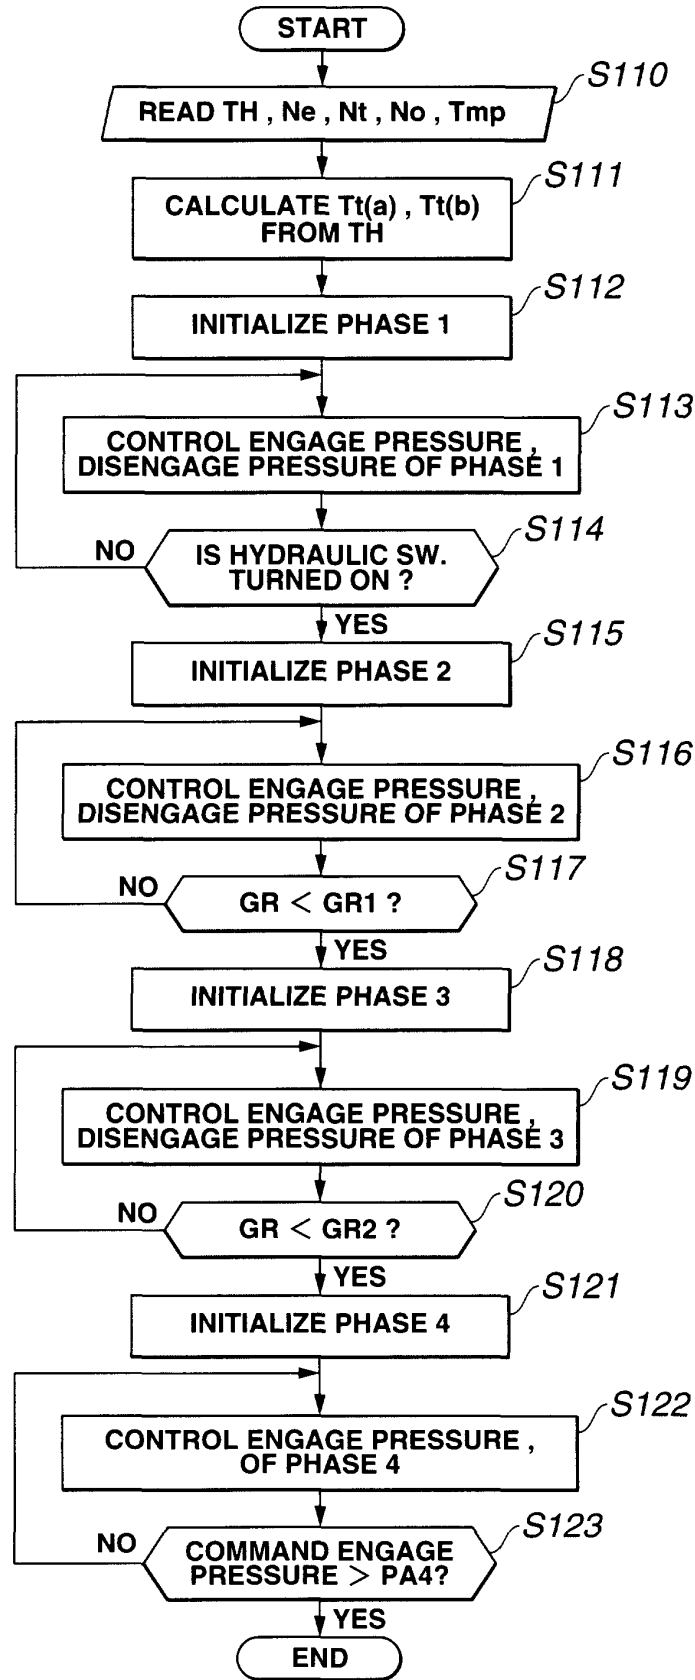 START
S110
READ TH , Ne , Nt , No , Tmp
S111
CALCULATE Tt(a) , Tt(b)
FROM TH
S112
INITIALIZE PHASE 1
S113
CONTROL ENGAGE PRESSURE ,
DISENGAGE PRESSURE OF PHASE 1
S114
NO
IS HYDRAULIC SW.
TURNED ON ?
YES
S115
INITIALIZE PHASE 2
S116
CONTROL ENGAGE PRESSURE ,
DISENGAGE PRESSURE OF PHASE 2
S117
NO
GR < GR1 ?
YES
S118
INITIALIZE PHASE 3
S119
CONTROL ENGAGE PRESSURE ,
DISENGAGE PRESSURE OF PHASE 3
S120
NO
GR < GR2 ?
YES
S121
INITIALIZE PHASE 4
S122
CONTROL ENGAGE PRESSURE ,
OF PHASE 4
S123
NO
COMMAND ENGAGE
PRESSURE > PA4?
YES
END